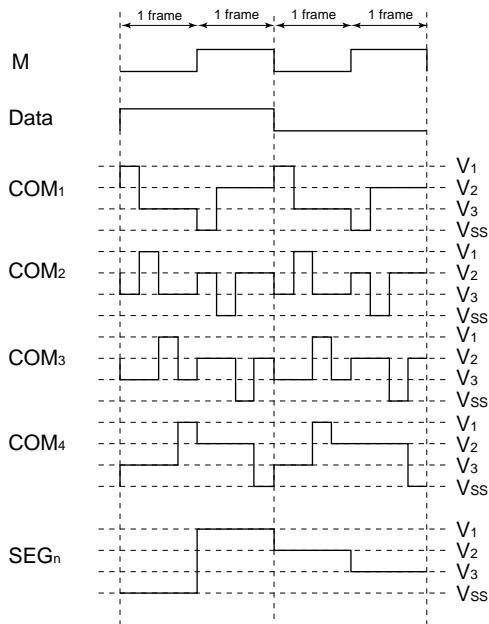 1 frame 1 frame 1 frame 1 frame
M
Data
V1
COM1 V2
V3
VSS
V1
COM2 V2
V3
VSS
V1
COM3 V2
V3
VSS
V1
COM4 V2
V3
VSS
V1
SEGn V2
V3
VSS